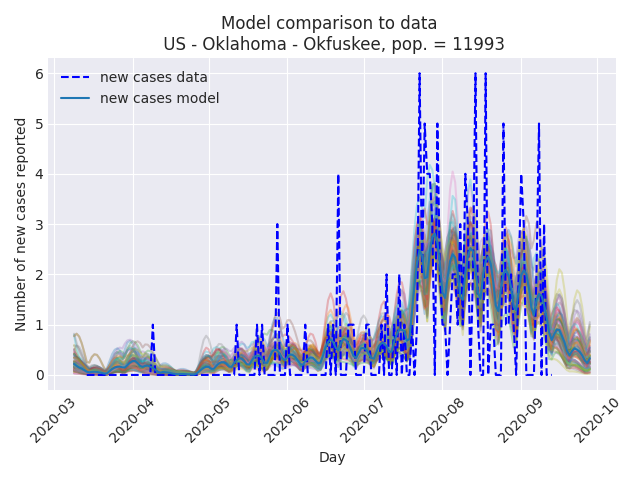 Model comparison to data
US - Oklahoma - Okfuskee, pop. = 11993
new cases data
new cases model
Number of new cases reported
6
5
4
3
2
1
0
2020-03
2020-04
2020-05
2020-06
2020-07
2020-08
2020-09
2020-10
Day